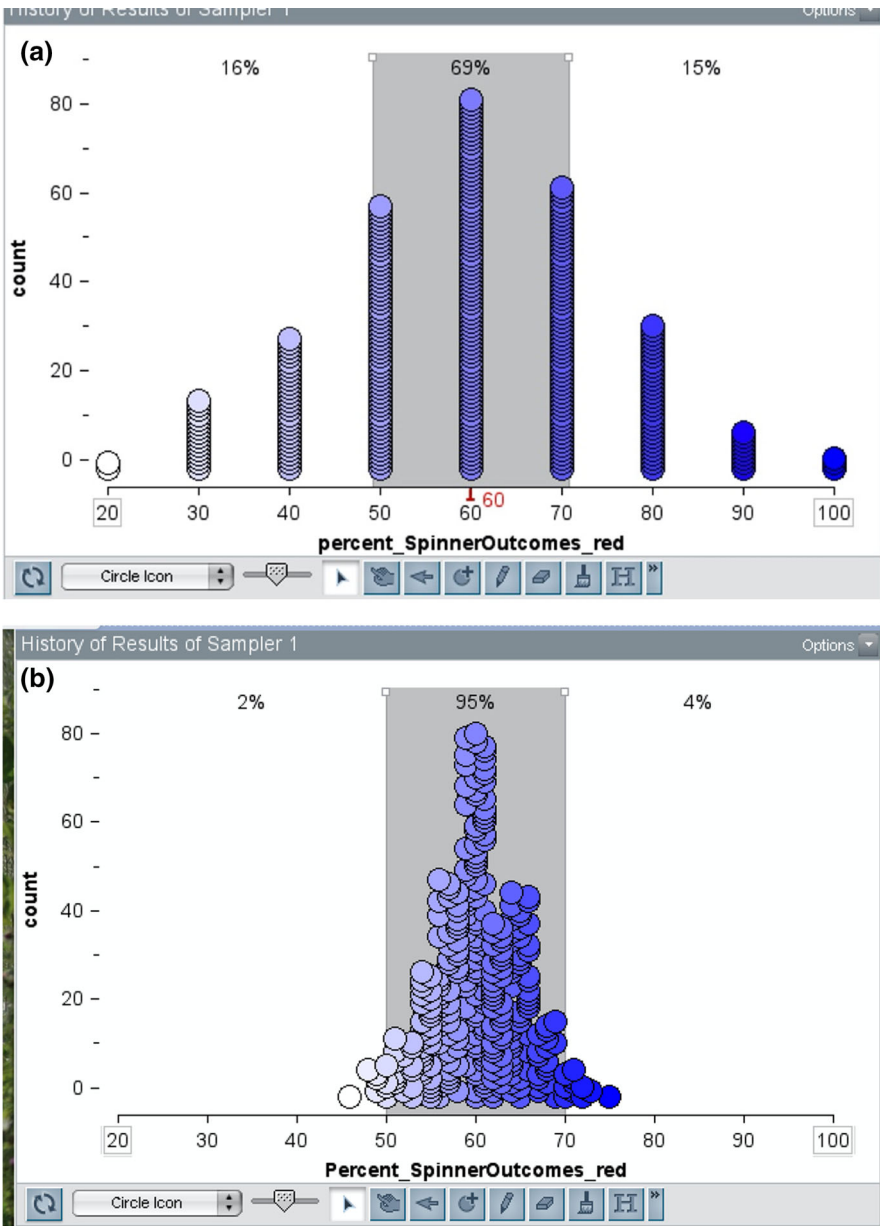 History of Results of Sampler 1 Options
(a)
16% 69% 15%
80
60
40
20
0
count
20 30 40 50 60 70 80 90 100
60
percent_SpinnerOutcomes_red
Circle Icon H »
History of Results of Sampler 1 Options
(b)
2% 95% 4%
80
60
40
20
0
count
20 30 40 50 60 70 80 90 100
Percent_SpinnerOutcomes_red
Circle Icon H »